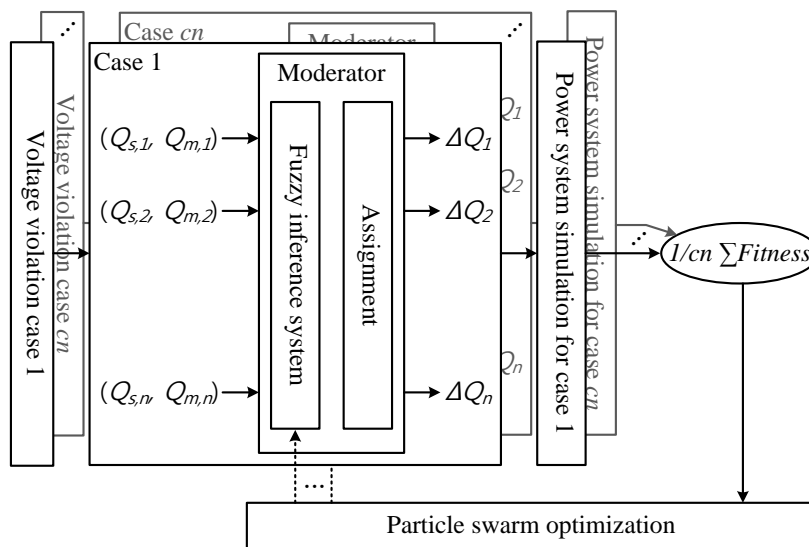 Case cn
Moderator
Case 1
Moderator
Voltage violation case 1
Voltage violation case cn
(Qs,1, Qm,1)
(Qs,2, Qm,2)
(Qs,n, Qm,n)
Fuzzy inference system
Assignment
ΔQ1
ΔQ2
ΔQn
Q1
Q2
Qn
Power system simulation for case 1
Power system simulation for case cn
1/cn ∑Fitness
...
Particle swarm optimization